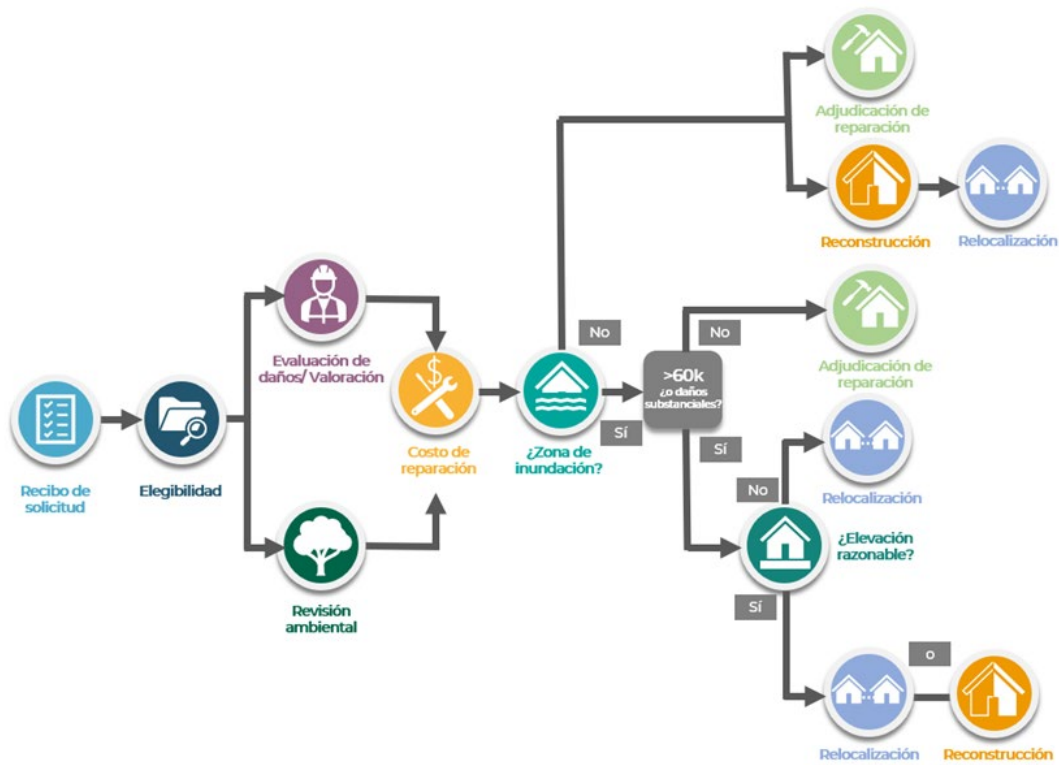 Adjudicación de
reparación
Reconstrucción
Relocalización
Evaluación de
daños/ Valoración
No
No
>60k
¿o daños
substanciales?
Adjudicación de
reparación
Recibo de
solicitud
Elegibilidad
$
Costo de
reparación
¿Zona de
inundación?
Sí
Sí
No
Relocalización
¿Elevación
razonable?
Revisión
ambiental
Sí
o
Relocalización
Reconstrucción